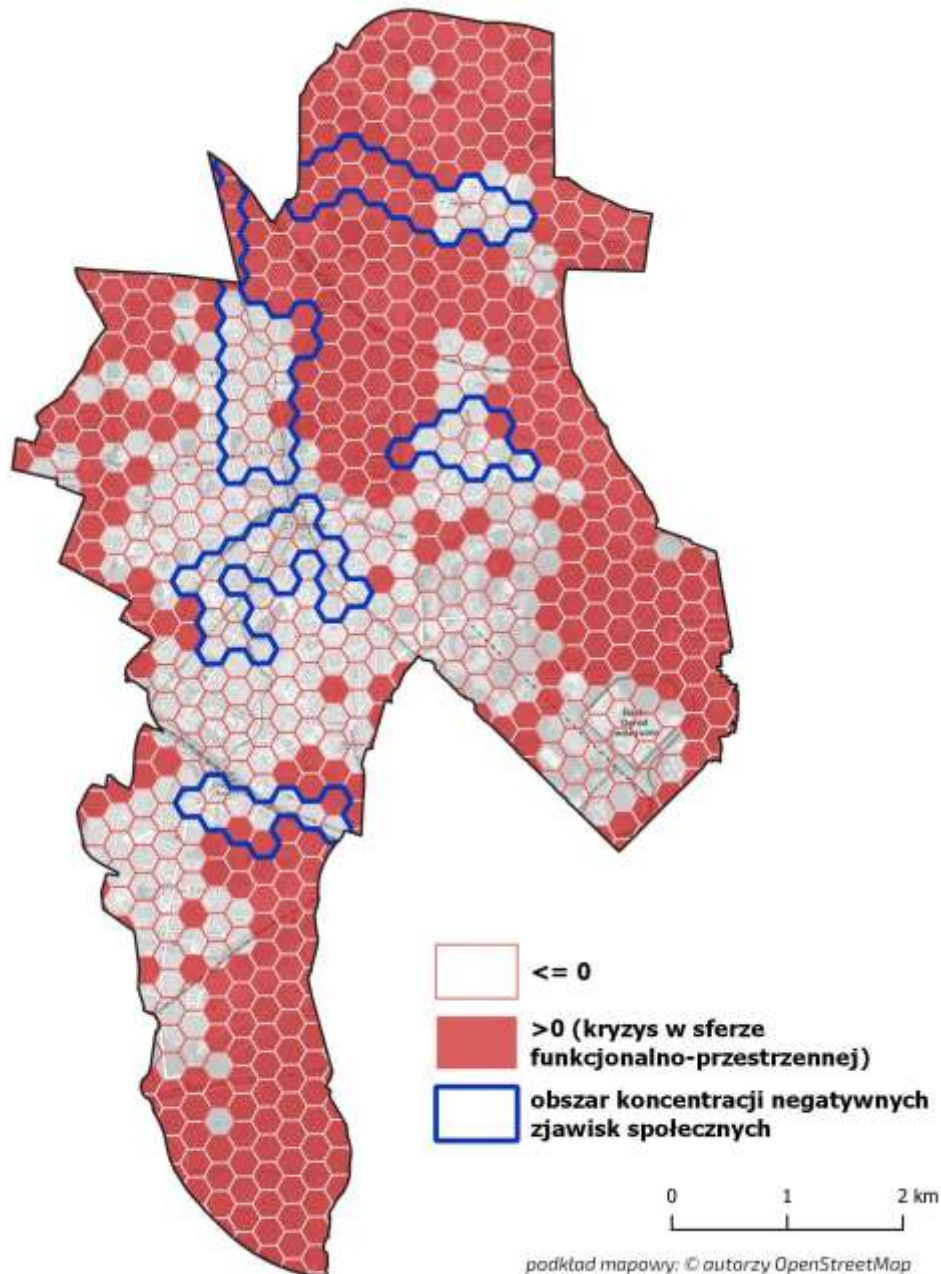 Ogród
<= 0
>0 (kryzys w sferze
funkcjonalno-przestrzennej)
obszar koncentracji negatywnych
zjawisk społecznych
0 1 2 km
podkład mapowy: © autorzy OpenStreetMap